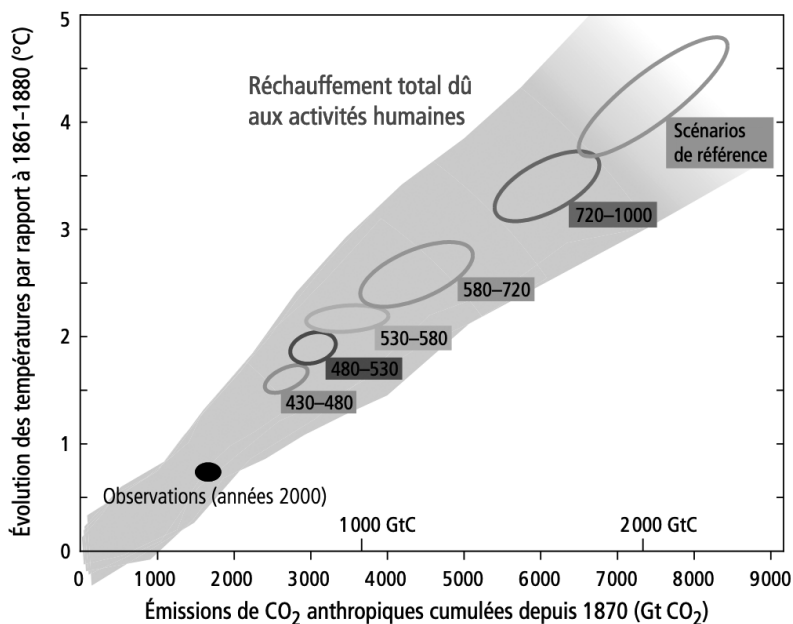 5
4
3
2
1
0
Évolution des températures par rapport à 1861-1880 (°C)
Réchauffement total dû
aux activités humaines
Scénarios
de référence
720–1000
580–720
530–580
480–530
430–480
Observations (années 2000)
1 000 GtC
2 000 GtC
0
1000
2000
3000
4000
5000
6000
7000
8000
9000
Émissions de CO2 anthropiques cumulées depuis 1870 (Gt CO2)